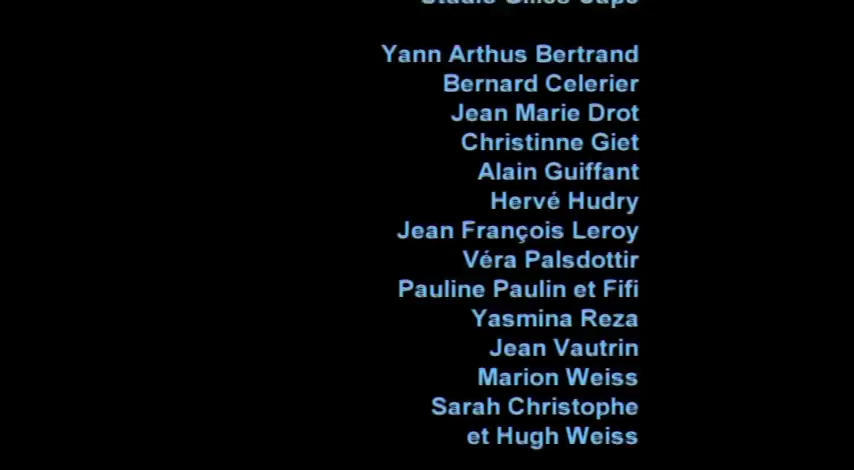 Yann Arthus Bertrand
Bernard Celerier
Jean Marie Drot
Christinne Giet
Alain Guiffant
Hervé Hudry
Jean François Leroy
Véra Palsdottir
Pauline Paulin et Fifi
Yasmina Reza
Jean Vautrin
Marion Weiss
Sarah Christophe
et Hugh Weiss